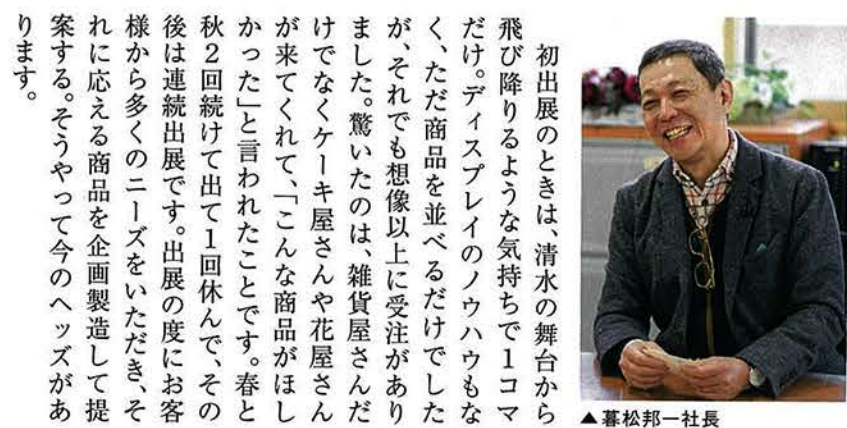 初出展のときは、清水の舞台から
飛び降りるような気持ちで1コマ
だけ。ディスプレイのノウハウもな
く、ただ商品を並べるだけでした
が、それでも想像以上に受注があり
ました。驚いたのは、雑貨屋さんだ
けでなくケーキ屋さんや花屋さん
が来てくれて、「こんな商品がほし
かった」と言われたことです。春と
秋2回続けて出て1回休んで、その
後は連続出展です。出展の度にお客
様から多くのニーズをいただき、そ
れに応える商品を企画製造して提
案する。そうやって今のヘッズがあ
ります。
▲暮松邦一社長